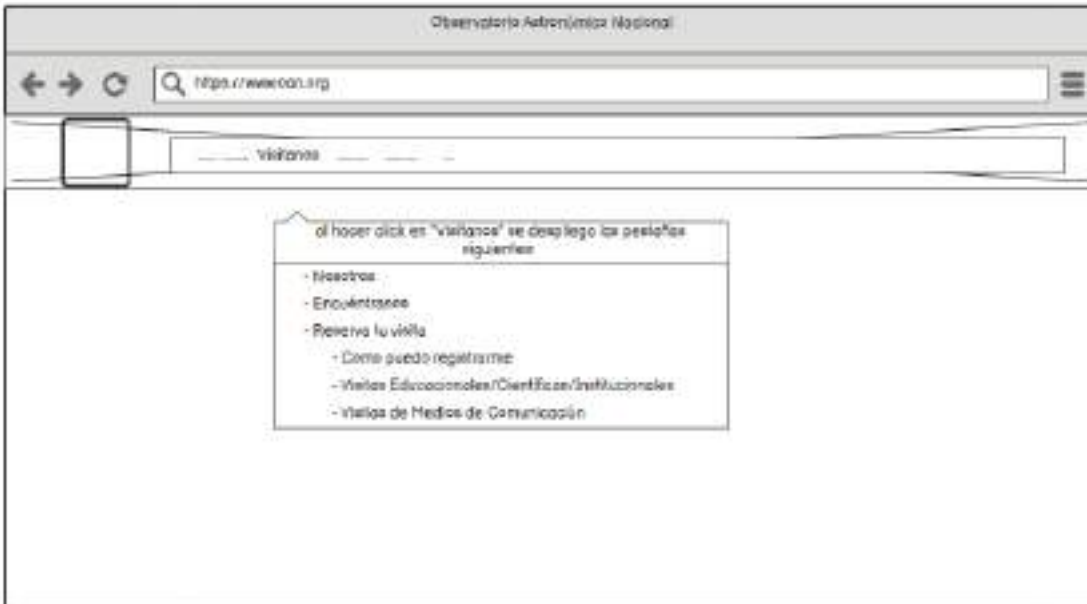 Observatorio Astronómico Nacional
https://www.oan.org
Visitanos
al hacer click en "Visitanos" se despliega las pestañas
siguientes
- Nosotros
- Encuéntranos
- Reserva tu visita
- Como puedo registrarme
- Visitas Educacionales/Científicas/Institucionales
- Visitas de Medios de Comunicación